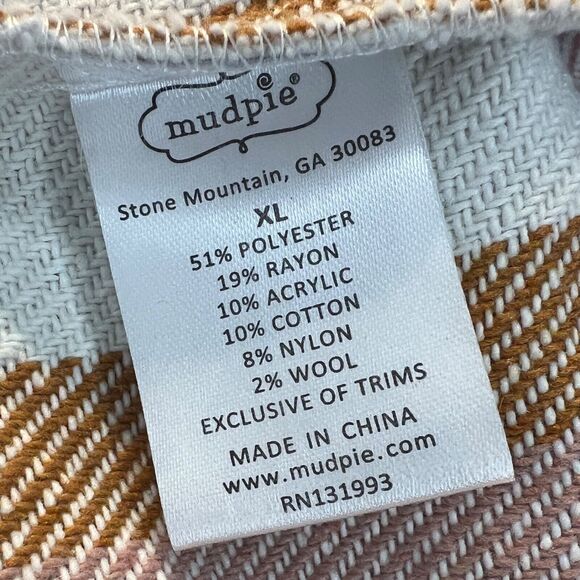 mudpie®
Stone Mountain, GA 30083
XL
51% POLYESTER
19% RAYON
10% ACRYLIC
10% COTTON
8% NYLON
2% WOOL
EXCLUSIVE OF TRIMS
MADE IN CHINA
www.mudpie.com
RN131993